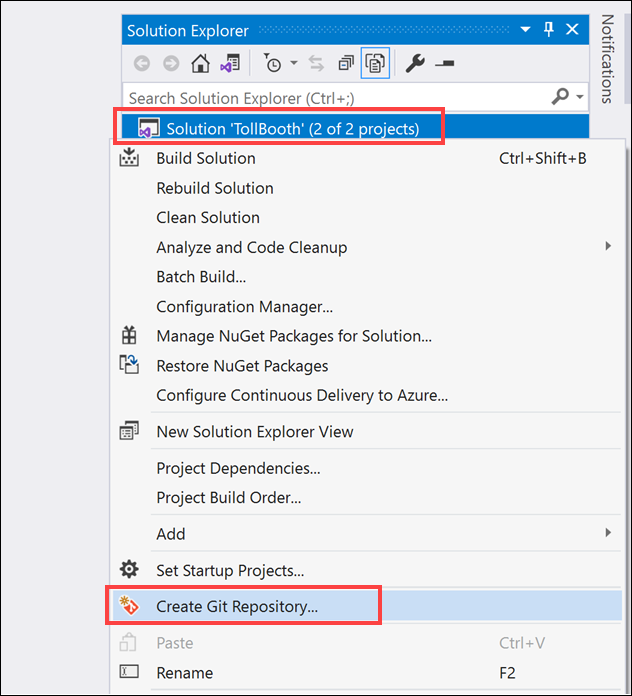 Solution Explorer
Notifications
Search Solution Explorer (Ctrl+;)
Solution 'TollBooth' (2 of 2 projects)
Build Solution Ctrl+Shift+B
Rebuild Solution
Clean Solution
Analyze and Code Cleanup
Batch Build...
Configuration Manager...
Manage NuGet Packages for Solution...
Restore NuGet Packages
Configure Continuous Delivery to Azure...
New Solution Explorer View
Project Dependencies...
Project Build Order...
Add
Set Startup Projects...
Create Git Repository...
Paste Ctrl+V
Rename F2